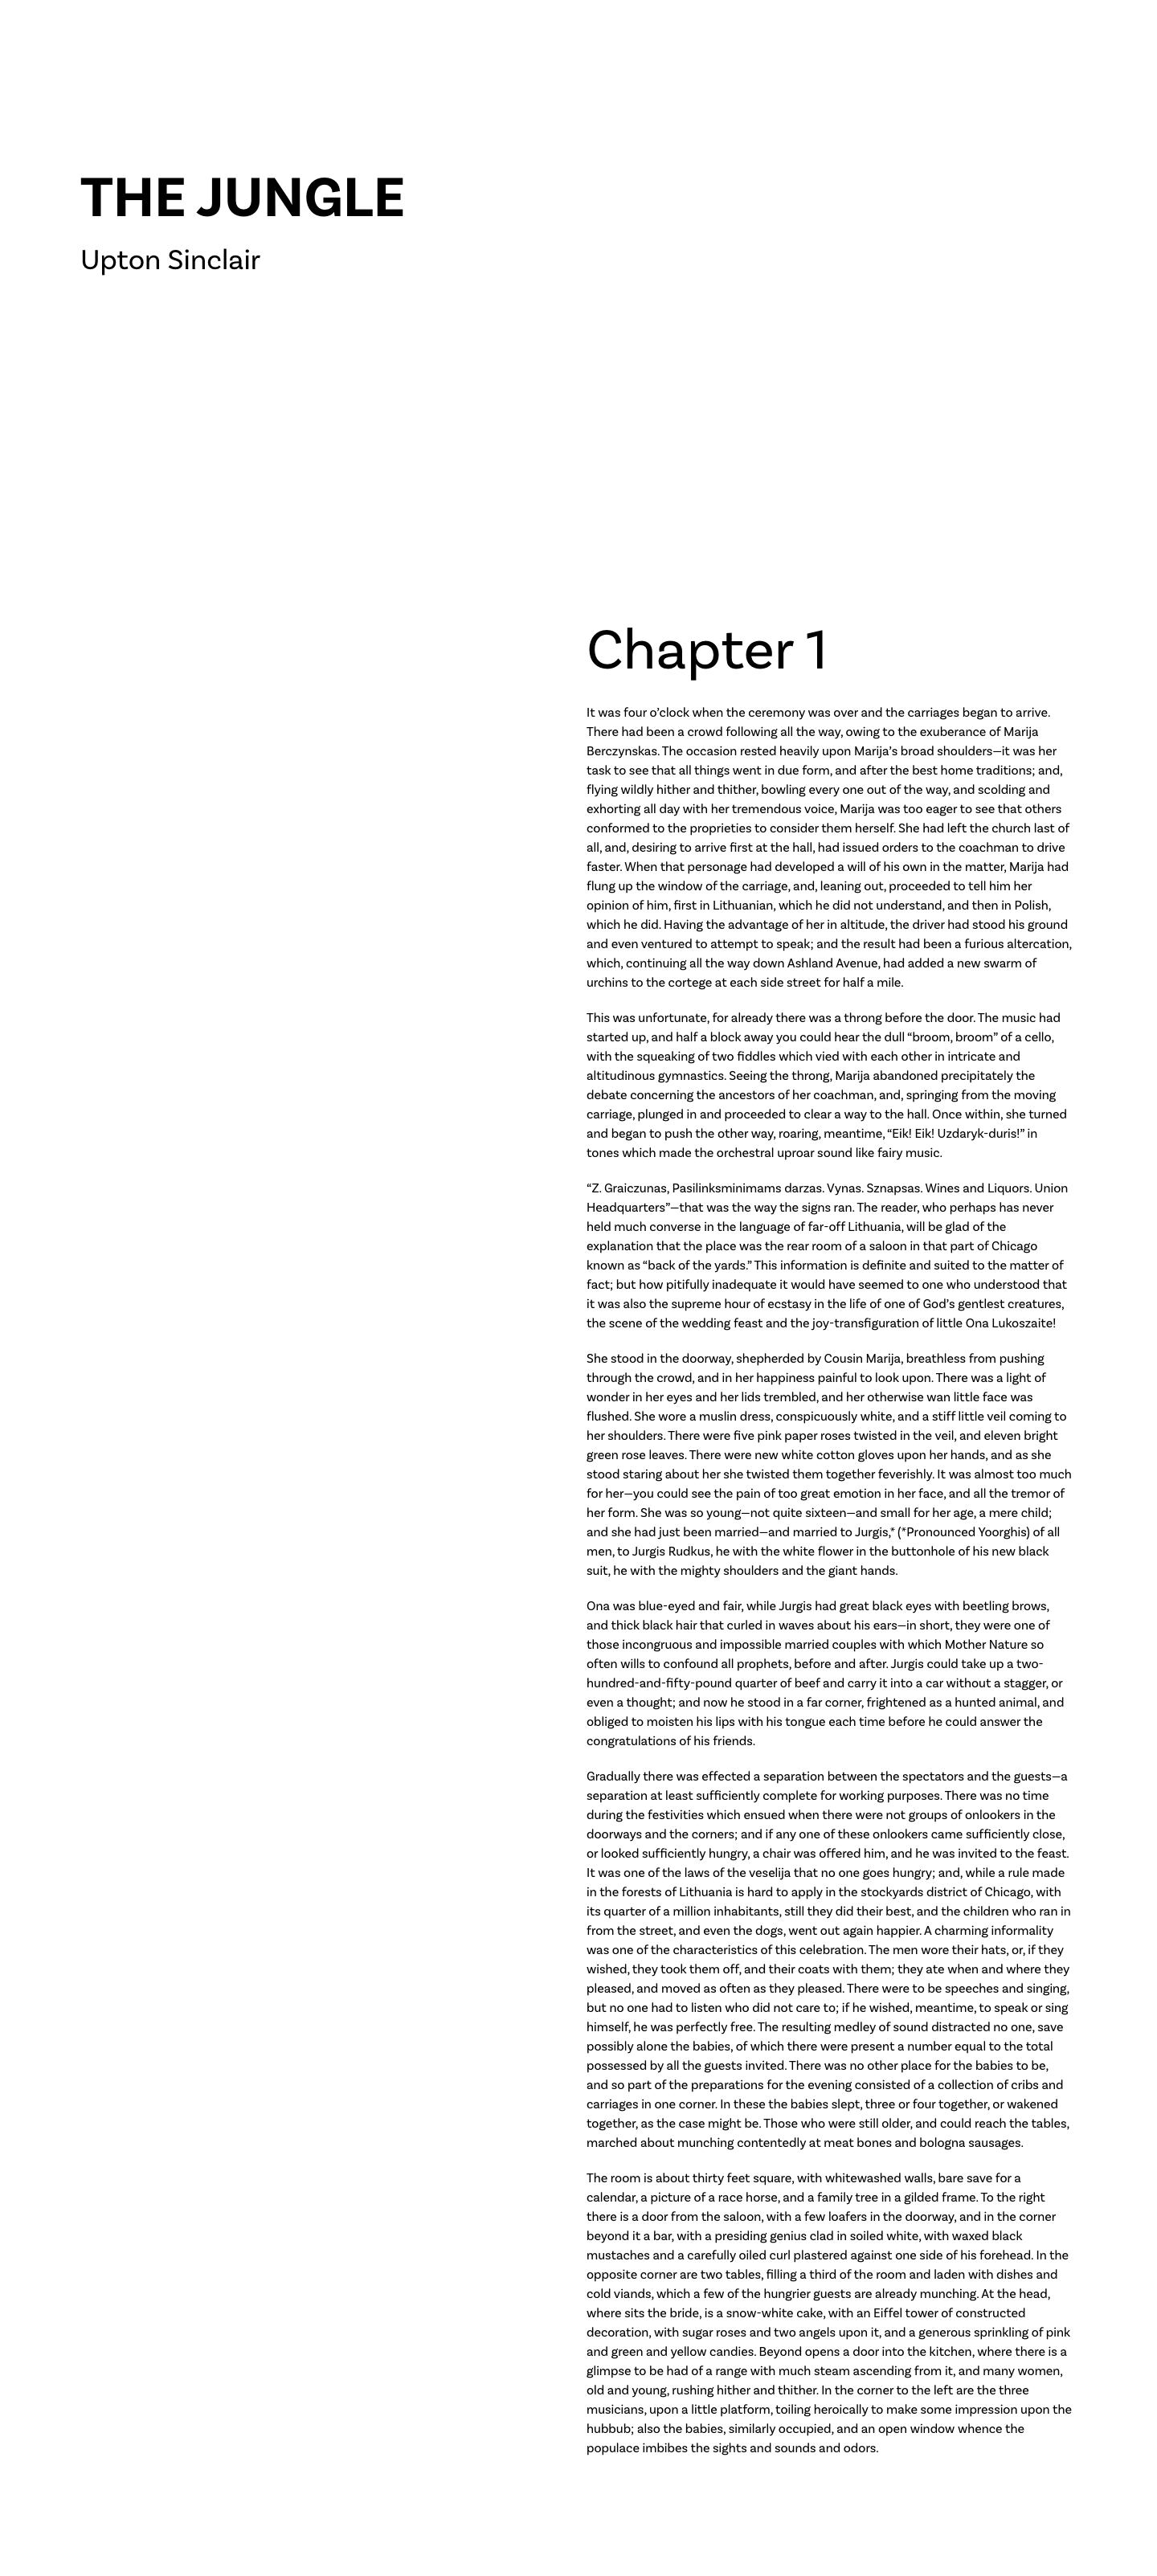 THE JUNGLE
Upton Sinclair
Chapter 1
It was four o’clock when the ceremony was over and the carriages began to arrive.
There had been a crowd following all the way, owing to the exuberance of Marija
Berczynskas. The occasion rested heavily upon Marija’s broad shoulders—it was her
task to see that all things went in due form, and after the best home traditions; and,
flying wildly hither and thither, bowling every one out of the way, and scolding and
exhorting all day with her tremendous voice, Marija was too eager to see that others
conformed to the proprieties to consider them herself. She had left the church last of
all, and, desiring to arrive first at the hall, had issued orders to the coachman to drive
faster. When that personage had developed a will of his own in the matter, Marija had
flung up the window of the carriage, and, leaning out, proceeded to tell him her
opinion of him, first in Lithuanian, which he did not understand, and then in Polish,
which he did. Having the advantage of her in altitude, the driver had stood his ground
and even ventured to attempt to speak; and the result had been a furious altercation,
which, continuing all the way down Ashland Avenue, had added a new swarm of
urchins to the cortege at each side street for half a mile.
This was unfortunate, for already there was a throng before the door. The music had
started up, and half a block away you could hear the dull “broom, broom” of a cello,
with the squeaking of two fiddles which vied with each other in intricate and
altitudinous gymnastics. Seeing the throng, Marija abandoned precipitately the
debate concerning the ancestors of her coachman, and, springing from the moving
carriage, plunged in and proceeded to clear a way to the hall. Once within, she turned
and began to push the other way, roaring, meantime, “Eik! Eik! Uzdaryk-duris!” in
tones which made the orchestral uproar sound like fairy music.
“Z. Graiczunas, Pasilinksminimams darzas. Vynas. Sznapsas. Wines and Liquors. Union
Headquarters”—that was the way the signs ran. The reader, who perhaps has never
held much converse in the language of far-off Lithuania, will be glad of the
explanation that the place was the rear room of a saloon in that part of Chicago
known as “back of the yards.” This information is definite and suited to the matter of
fact; but how pitifully inadequate it would have seemed to one who understood that
it was also the supreme hour of ecstasy in the life of one of God’s gentlest creatures,
the scene of the wedding feast and the joy-transfiguration of little Ona Lukoszaite!
She stood in the doorway, shepherded by Cousin Marija, breathless from pushing
through the crowd, and in her happiness painful to look upon. There was a light of
wonder in her eyes and her lids trembled, and her otherwise wan little face was
flushed. She wore a muslin dress, conspicuously white, and a stiff little veil coming to
her shoulders. There were five pink paper roses twisted in the veil, and eleven bright
green rose leaves. There were new white cotton gloves upon her hands, and as she
stood staring about her she twisted them together feverishly. It was almost too much
for her—you could see the pain of too great emotion in her face, and all the tremor of
her form. She was so young—not quite sixteen—and small for her age, a mere child;
and she had just been married—and married to Jurgis,* (*Pronounced Yoorghis) of all
men, to Jurgis Rudkus, he with the white flower in the buttonhole of his new black
suit, he with the mighty shoulders and the giant hands.
Ona was blue-eyed and fair, while Jurgis had great black eyes with beetling brows,
and thick black hair that curled in waves about his ears—in short, they were one of
those incongruous and impossible married couples with which Mother Nature so
often wills to confound all prophets, before and after. Jurgis could take up a two-
hundred-and-fifty-pound quarter of beef and carry it into a car without a stagger, or
even a thought; and now he stood in a far corner, frightened as a hunted animal, and
obliged to moisten his lips with his tongue each time before he could answer the
congratulations of his friends.
Gradually there was effected a separation between the spectators and the guests—a
separation at least sufficiently complete for working purposes. There was no time
during the festivities which ensued when there were not groups of onlookers in the
doorways and the corners; and if any one of these onlookers came sufficiently close,
or looked sufficiently hungry, a chair was offered him, and he was invited to the feast.
It was one of the laws of the veselija that no one goes hungry; and, while a rule made
in the forests of Lithuania is hard to apply in the stockyards district of Chicago, with
its quarter of a million inhabitants, still they did their best, and the children who ran in
from the street, and even the dogs, went out again happier. A charming informality
was one of the characteristics of this celebration. The men wore their hats, or, if they
wished, they took them off, and their coats with them; they ate when and where they
pleased, and moved as often as they pleased. There were to be speeches and singing,
but no one had to listen who did not care to; if he wished, meantime, to speak or sing
himself, he was perfectly free. The resulting medley of sound distracted no one, save
possibly alone the babies, of which there were present a number equal to the total
possessed by all the guests invited. There was no other place for the babies to be,
and so part of the preparations for the evening consisted of a collection of cribs and
carriages in one corner. In these the babies slept, three or four together, or wakened
together, as the case might be. Those who were still older, and could reach the tables,
marched about munching contentedly at meat bones and bologna sausages.
The room is about thirty feet square, with whitewashed walls, bare save for a
calendar, a picture of a race horse, and a family tree in a gilded frame. To the right
there is a door from the saloon, with a few loafers in the doorway, and in the corner
beyond it a bar, with a presiding genius clad in soiled white, with waxed black
mustaches and a carefully oiled curl plastered against one side of his forehead. In the
opposite corner are two tables, filling a third of the room and laden with dishes and
cold viands, which a few of the hungrier guests are already munching. At the head,
where sits the bride, is a snow-white cake, with an Eiffel tower of constructed
decoration, with sugar roses and two angels upon it, and a generous sprinkling of pink
and green and yellow candies. Beyond opens a door into the kitchen, where there is a
glimpse to be had of a range with much steam ascending from it, and many women,
old and young, rushing hither and thither. In the corner to the left are the three
musicians, upon a little platform, toiling heroically to make some impression upon the
hubbub; also the babies, similarly occupied, and an open window whence the
populace imbibes the sights and sounds and odors.